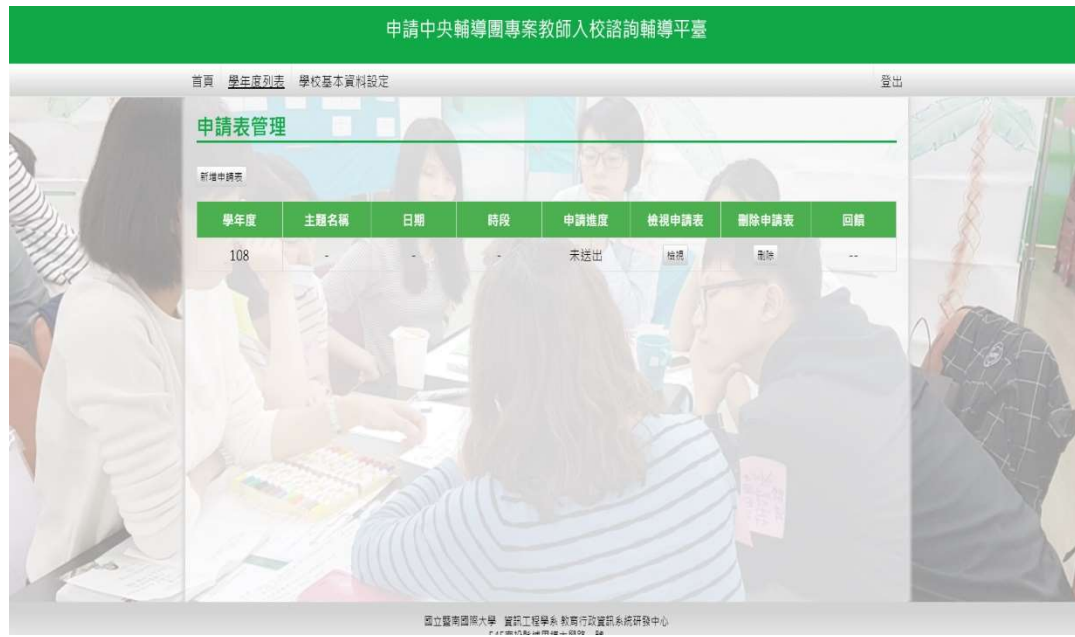 申請中央輔導團專案教師入校諮詢輔導平臺
首頁 學年度列表 學校基本資料設定 登出
申請表管理
新增申請表
學年度 主題名稱 日期 時段 申請進度 檢視申請表 刪除申請表 回饋
108 - - - 未送出 檢視 刪除 --
國立暨南國際大學 資訊工程學系 教育行政資訊系統研發中心